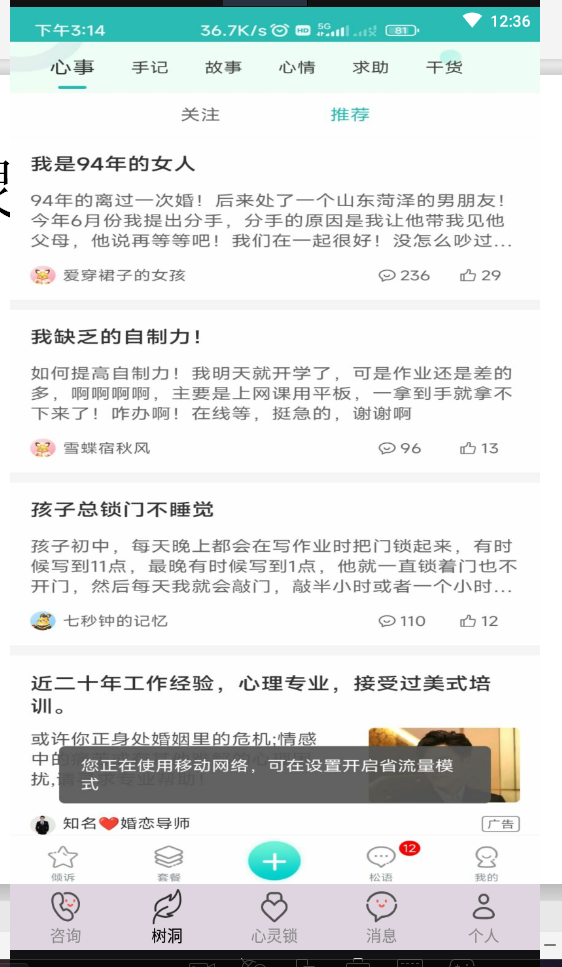 下午3:14 36.7K/s HD 5G 81 12:36
心事 手记 故事 心情 求助 干货
关注 推荐
我是94年的女人
94年的离过一次婚！后来处了一个山东菏泽的男朋友！
今年6月份我提出分手，分手的原因是我让他带我见他
父母，他说再等等吧！我们在一起很好！没怎么吵过...
爱穿裙子的女孩 236 29
我缺乏的自制力！
如何提高自制力！我明天就开学了，可是作业还是差的
多，啊啊啊啊，主要是上网课用平板，一拿到手就拿不
下来了！咋办啊！在线等，挺急的，谢谢啊
雪蝶宿秋风 96 13
孩子总锁门不睡觉
孩子初中，每天晚上都会在写作业时把门锁起来，有时
候写到11点，最晚有时候写到1点，他就一直锁着门也不
开门，然后每天我就会敲门，敲半小时或者一个小时...
七秒钟的记忆 110 12
近二十年工作经验，心理专业，接受过美式培
训。
或许你正身处婚姻里的危机;情感
中的
扰,请
您正在使用移动网络，可在设置开启省流量模
式
知名❤️婚恋导师 广告
倾诉 套餐 松语 12 我的
咨询 树洞 心灵锁 消息 个人